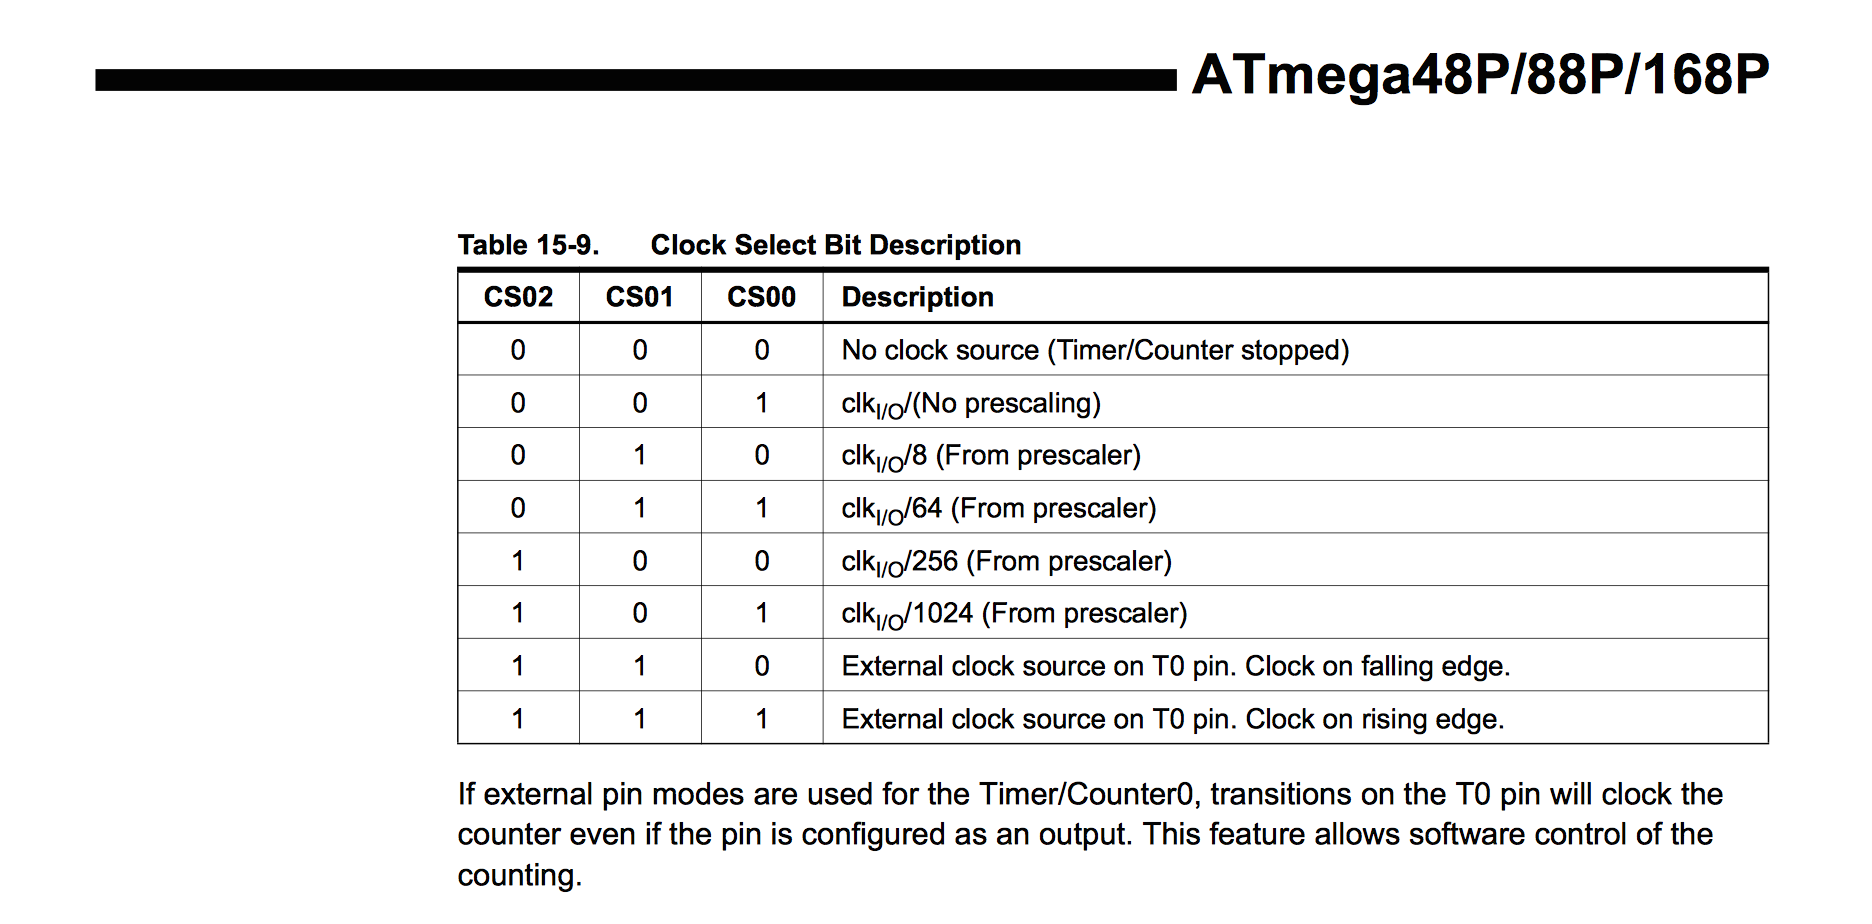 ATmega48P/88P/168P
Table 15-9. Clock Select Bit Description
CS02 CS01 CS00 Description
0 0 0 No clock source (Timer/Counter stopped)
0 0 1 clkI/O/(No prescaling)
0 1 0 clkI/O/8 (From prescaler)
0 1 1 clkI/O/64 (From prescaler)
1 0 0 clkI/O/256 (From prescaler)
1 0 1 clkI/O/1024 (From prescaler)
1 1 0 External clock source on T0 pin. Clock on falling edge.
1 1 1 External clock source on T0 pin. Clock on rising edge.
If external pin modes are used for the Timer/Counter0, transitions on the T0 pin will clock the
counter even if the pin is configured as an output. This feature allows software control of the
counting.